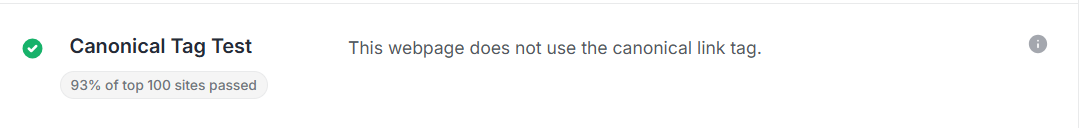 Canonical Tag Test
This webpage does not use the canonical link tag.
93% of top 100 sites passed